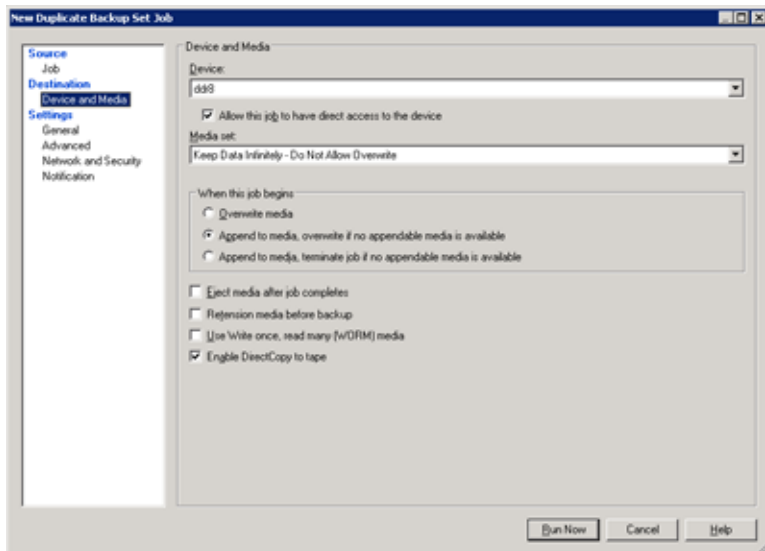 New Duplicate Backup Set Job
Source
Job
Destination
Device and Media
Settings
General
Advanced
Network and Security
Notification
Device and Media
Device:
ddr8
Allow this job to have direct access to the device
Media set:
Keep Data Infinitely - Do Not Allow Overwrite
When this job begins
Overwrite media
Append to media, overwrite if no appendable media is available
Append to media, terminate job if no appendable media is available
Eject media after job completes
Retension media before backup
Use Write once, read many (WORM) media
Enable DirectCopy to tape
Run Now
Cancel
Help